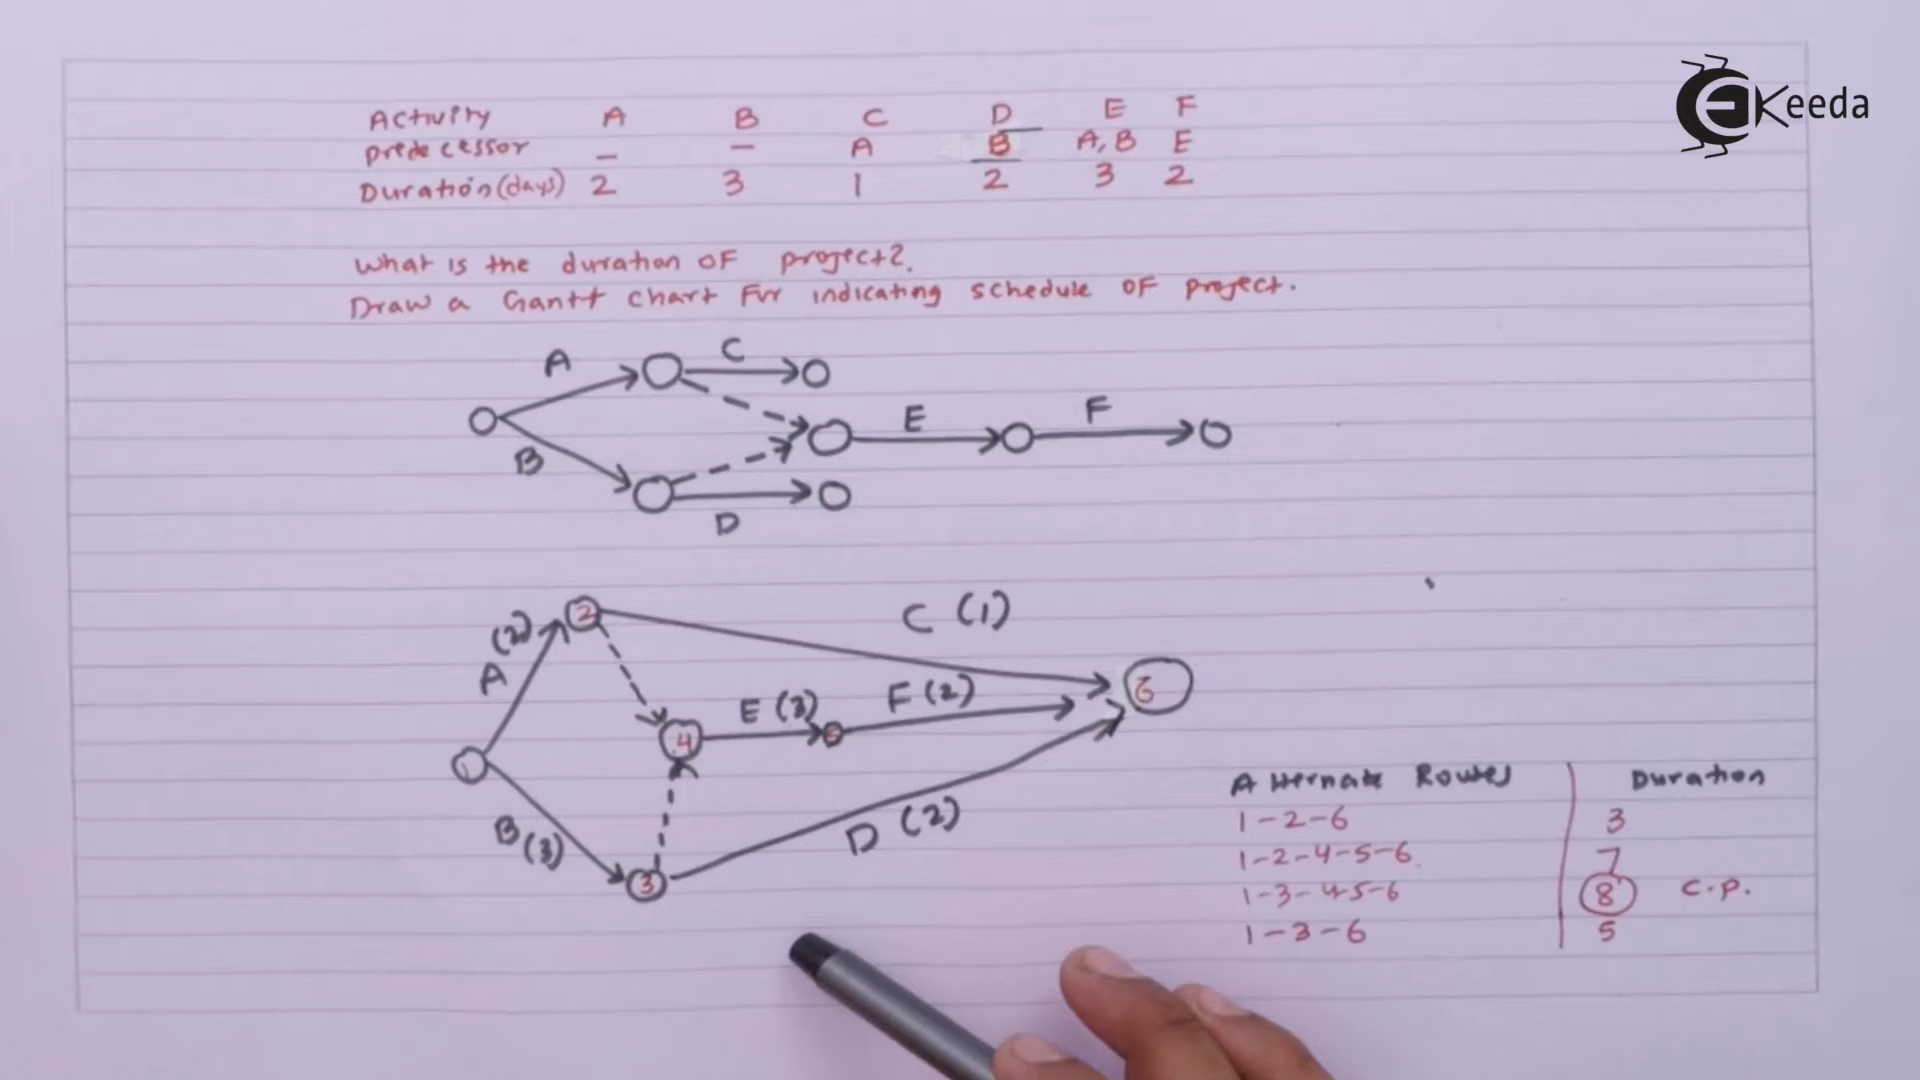 Keeda
Activity A B C D E F
predecessor – – A B A, B E
Duration(days) 2 3 1 2 3 2
What is the duration of project?
Draw a Gantt chart For indicating schedule of project.
A C
E F
B
D
C (1)
(2)
A
2
E (3) F (2) 6
4 5
1
B (3)
D (2)
3
Alternate Routes Duration
1-2-6 3
1-2-4-5-6 7
1-3-4-5-6 8 C.P.
1-3-6 5